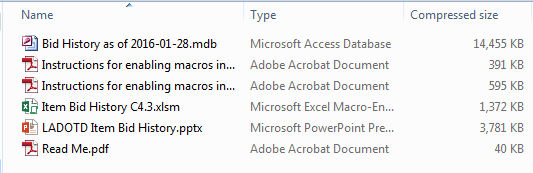 Name Type Compressed size
Bid History as of 2016-01-28.mdb Microsoft Access Database 14,455 KB
Instructions for enabling macros in... Adobe Acrobat Document 391 KB
Instructions for enabling macros in... Adobe Acrobat Document 595 KB
Item Bid History C4.3.xlsm Microsoft Excel Macro-En... 1,372 KB
LADOTD Item Bid History.pptx Microsoft PowerPoint Pre... 3,781 KB
Read Me.pdf Adobe Acrobat Document 40 KB